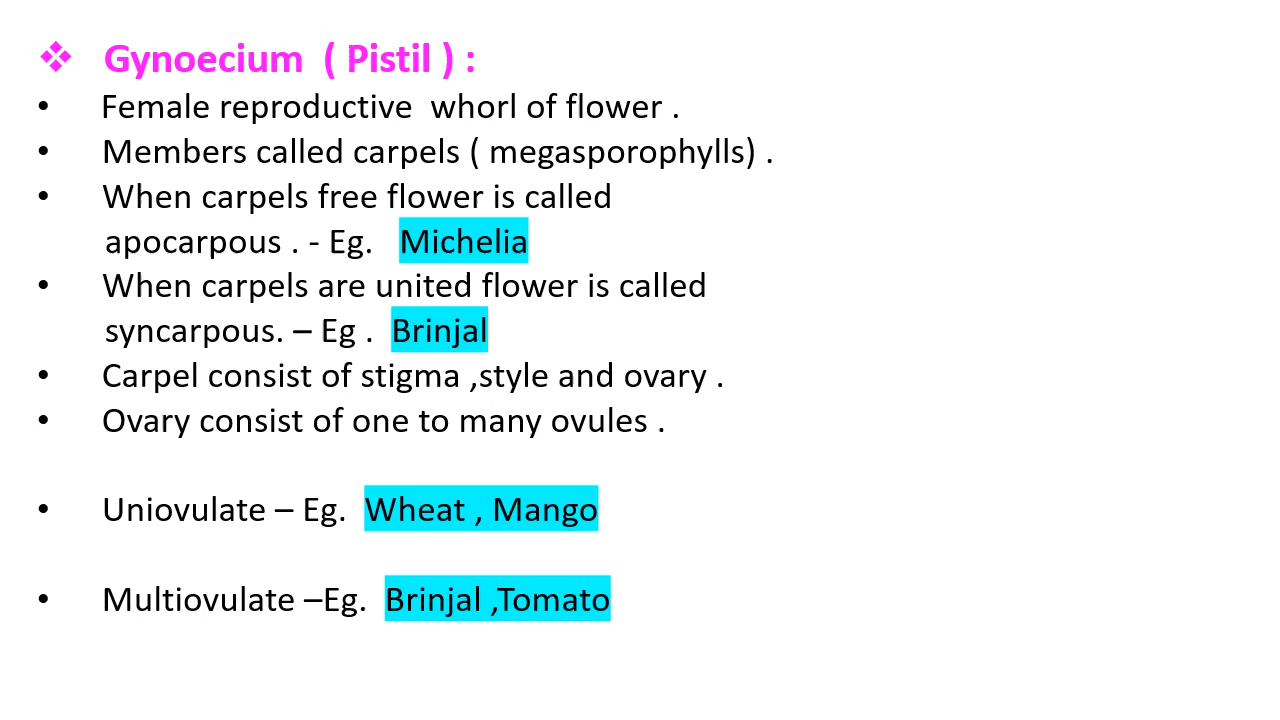 ❖ Gynoecium ( Pistil ) :
• Female reproductive whorl of flower .
• Members called carpels ( megasporophylls) .
• When carpels free flower is called
apocarpous . - Eg. Michelia
• When carpels are united flower is called
syncarpous. – Eg . Brinjal
• Carpel consist of stigma ,style and ovary .
• Ovary consist of one to many ovules .
• Uniovulate – Eg. Wheat , Mango
• Multiovulate –Eg. Brinjal ,Tomato